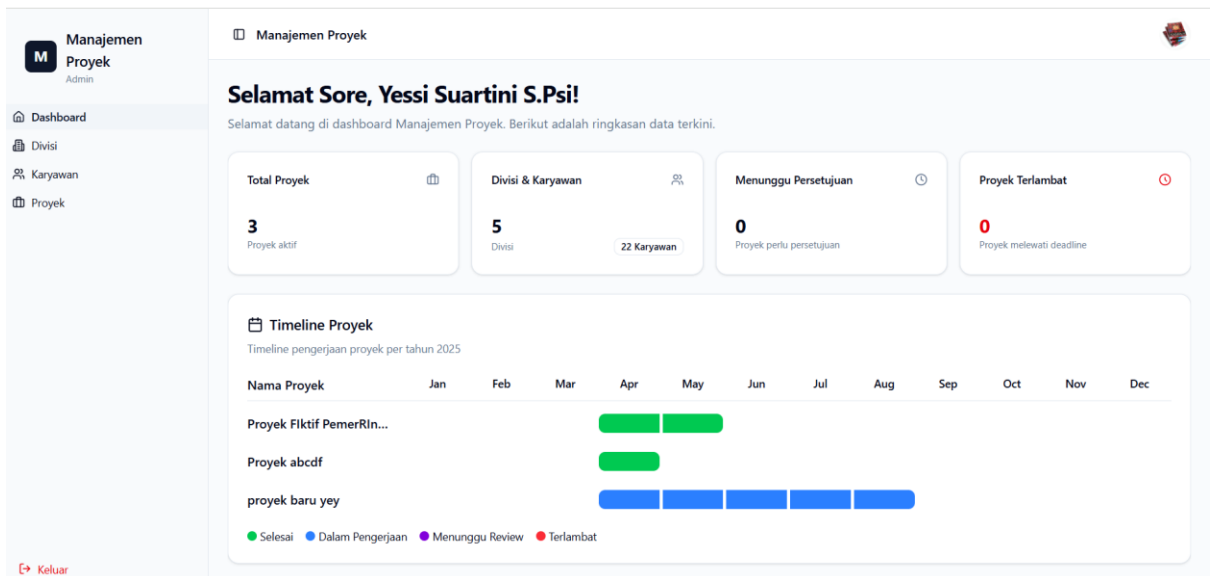 M
Manajemen
Proyek
Admin
Dashboard
Divisi
Karyawan
Proyek
Keluar
Manajemen Proyek
Selamat Sore, Yessi Suartini S.Psi!
Selamat datang di dashboard Manajemen Proyek. Berikut adalah ringkasan data terkini.
Total Proyek
3
Proyek aktif
Divisi & Karyawan
5
Divisi
22 Karyawan
Menunggu Persetujuan
0
Proyek perlu persetujuan
Proyek Terlambat
0
Proyek melewati deadline
Timeline Proyek
Timeline pengerjaan proyek per tahun 2025
Nama Proyek Jan Feb Mar Apr May Jun Jul Aug Sep Oct Nov Dec
Proyek FIktif PemerRIn...
Proyek abcdf
proyek baru yey
Selesai Dalam Pengerjaan Menunggu Review Terlambat